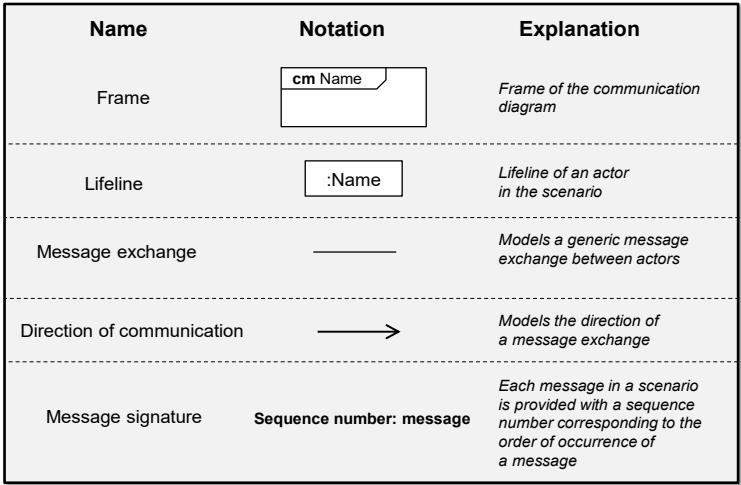 Name Notation Explanation
Frame
cm Name
Frame of the communication
diagram
Lifeline
:Name
Lifeline of an actor
in the scenario
Message exchange
Models a generic message
exchange between actors
Direction of communication
Models the direction of
a message exchange
Message signature
Sequence number: message
Each message in a scenario
is provided with a sequence
number corresponding to the
order of occurrence of
a message